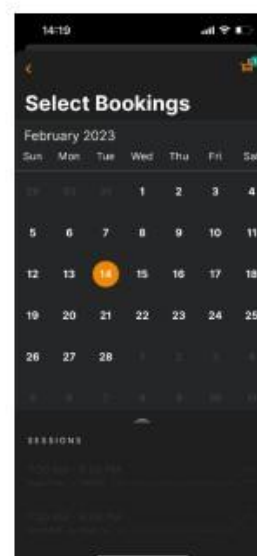 14:19
Select Bookings
February 2023
Sun Mon Tue Wed Thu Fri Sat
1 2 3 4
5 6 7 8 9 10 11
12 13 14 15 16 17 18
19 20 21 22 23 24 25
26 27 28
SESSIONS